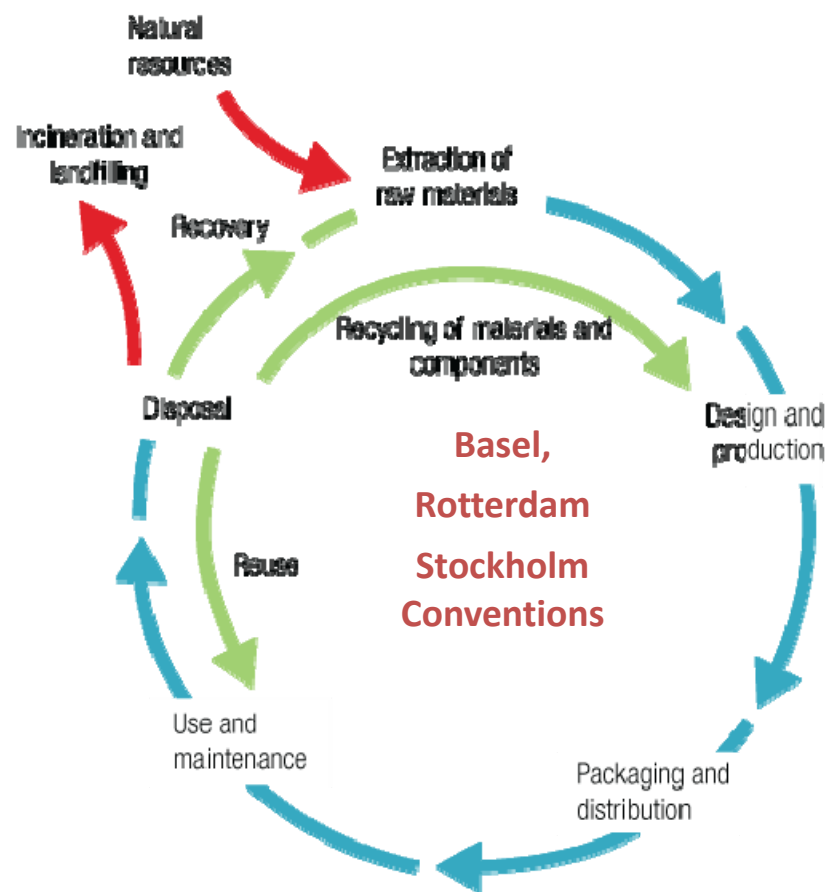 Natural
resources
Incineration and
landfilling
Extraction of
raw materials
Recovery
Recycling of materials and
components
Disposal
Design and
production
Basel,
Rotterdam
Stockholm
Conventions
Reuse
Use and
maintenance
Packaging and
distribution